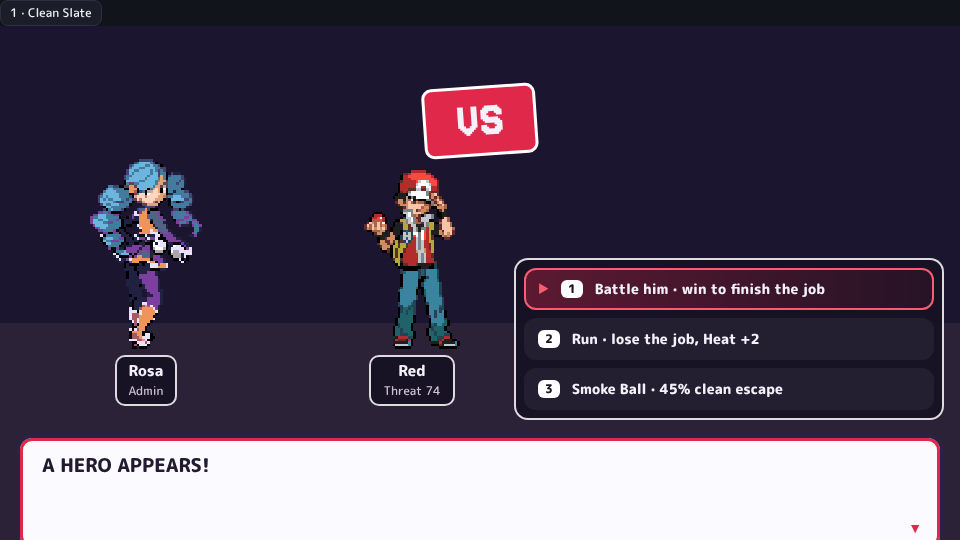 1 · Clean Slate
VS
Rosa
Admin
Red
Threat 74
▶ 1 Battle him · win to finish the job
2 Run · lose the job, Heat +2
3 Smoke Ball · 45% clean escape
A HERO APPEARS!
▼